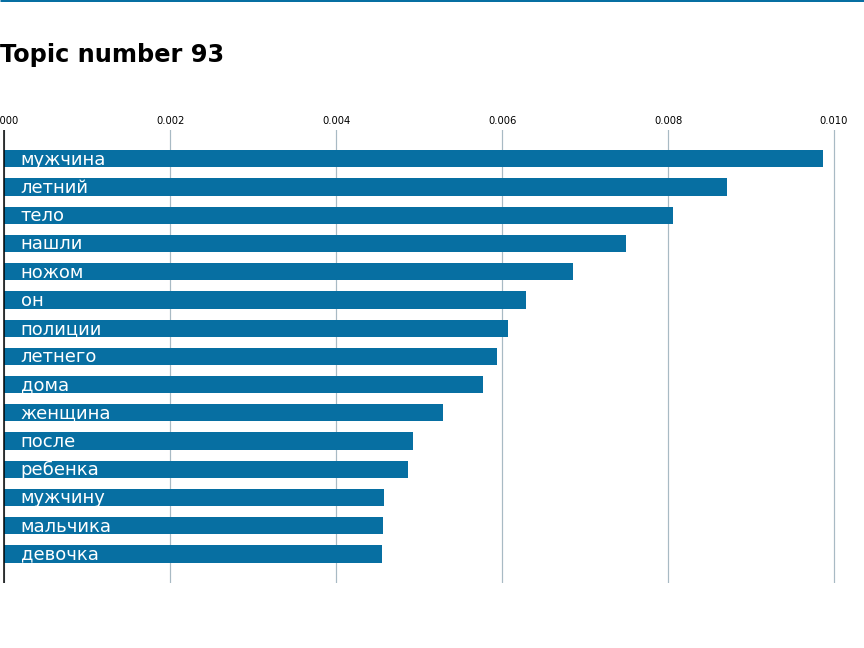 Topic number 93
000 0.002 0.004 0.006 0.008 0.010
мужчина
летний
тело
нашли
ножом
он
полиции
летнего
дома
женщина
после
ребенка
мужчину
мальчика
девочка